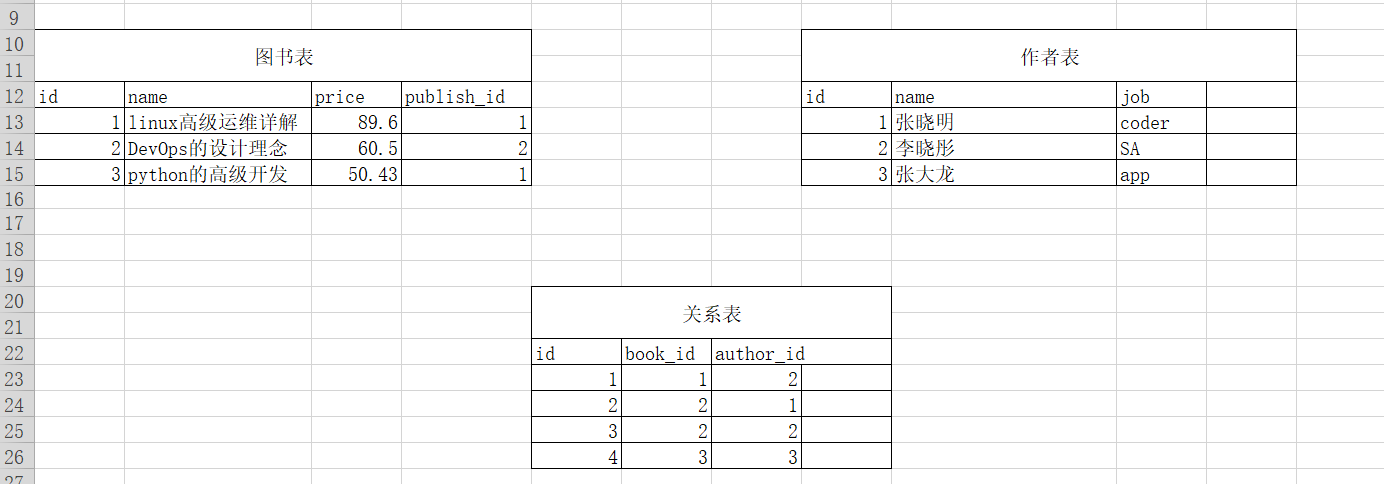 9
10
图书表 作者表
11
12 id name price publish_id id name job
13 1 linux高级运维详解 89.6 1 1 张晓明 coder
14 2 DevOps的设计理念 60.5 2 2 李晓彤 SA
15 3 python的高级开发 50.43 1 3 张大龙 app
16
17
18
19
20
关系表
21
22 id book_id author_id
23 1 1 2
24 2 2 1
25 3 2 2
26 4 3 3
27